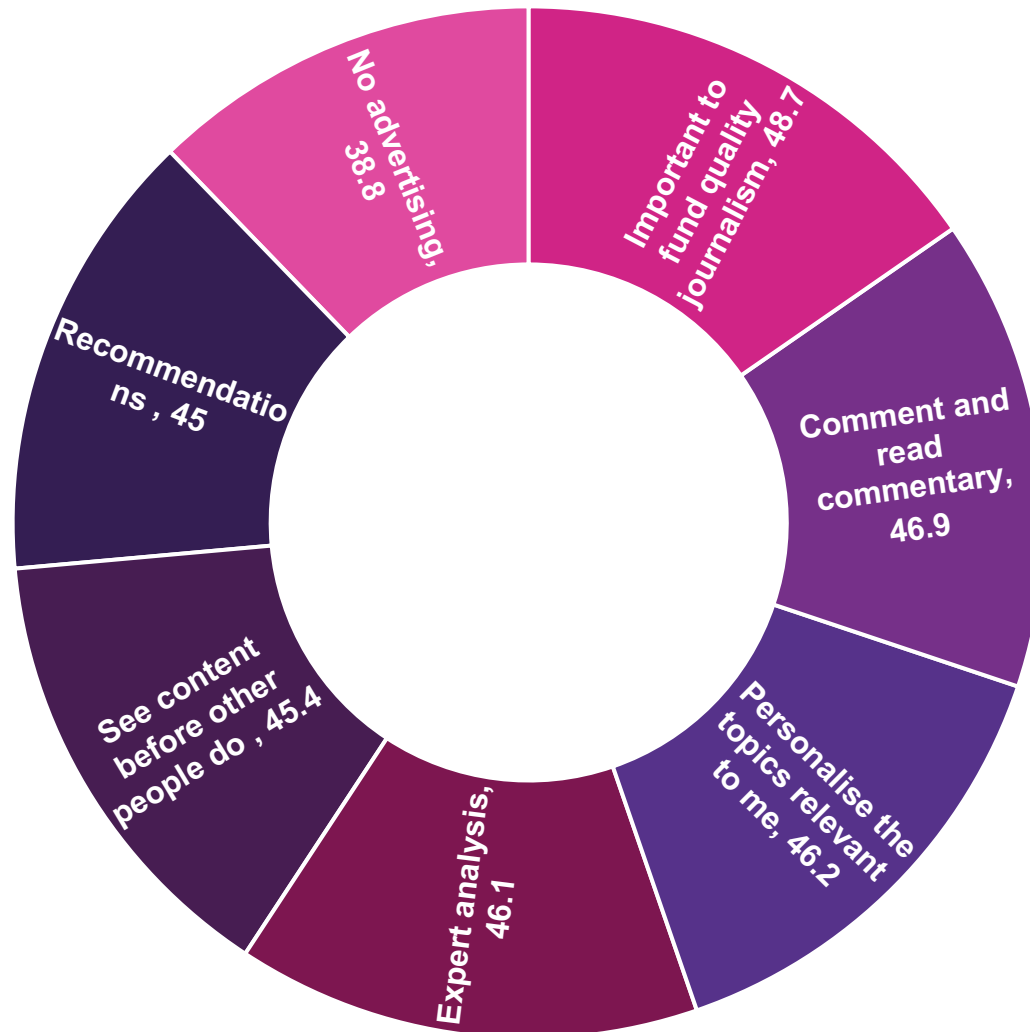 Important to
fund quality
journalism, 48.7
Comment and
read
commentary,
46.9
Personalise the
topics relevant
to me, 46.2
Expert analysis,
46.1
See content
before other
people do , 45.4
Recommendatio
ns , 45
No advertising,
38.8